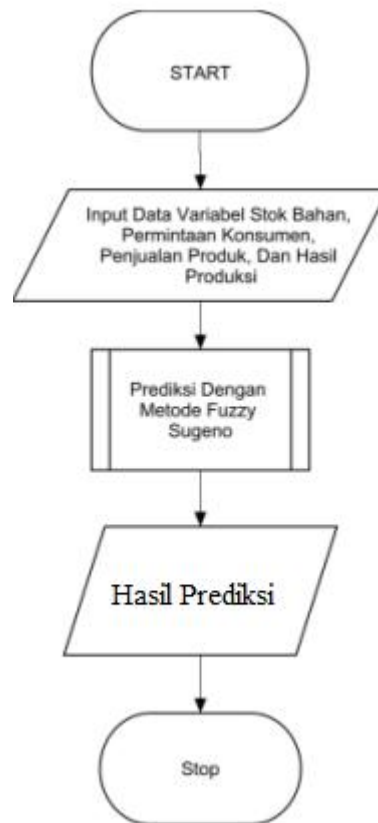 START
Input Data Variabel Stok Bahan,
Permintaan Konsumen,
Penjualan Produk, Dan Hasil
Produksi
Prediksi Dengan
Metode Fuzzy
Sugeno
Hasil Prediksi
Stop